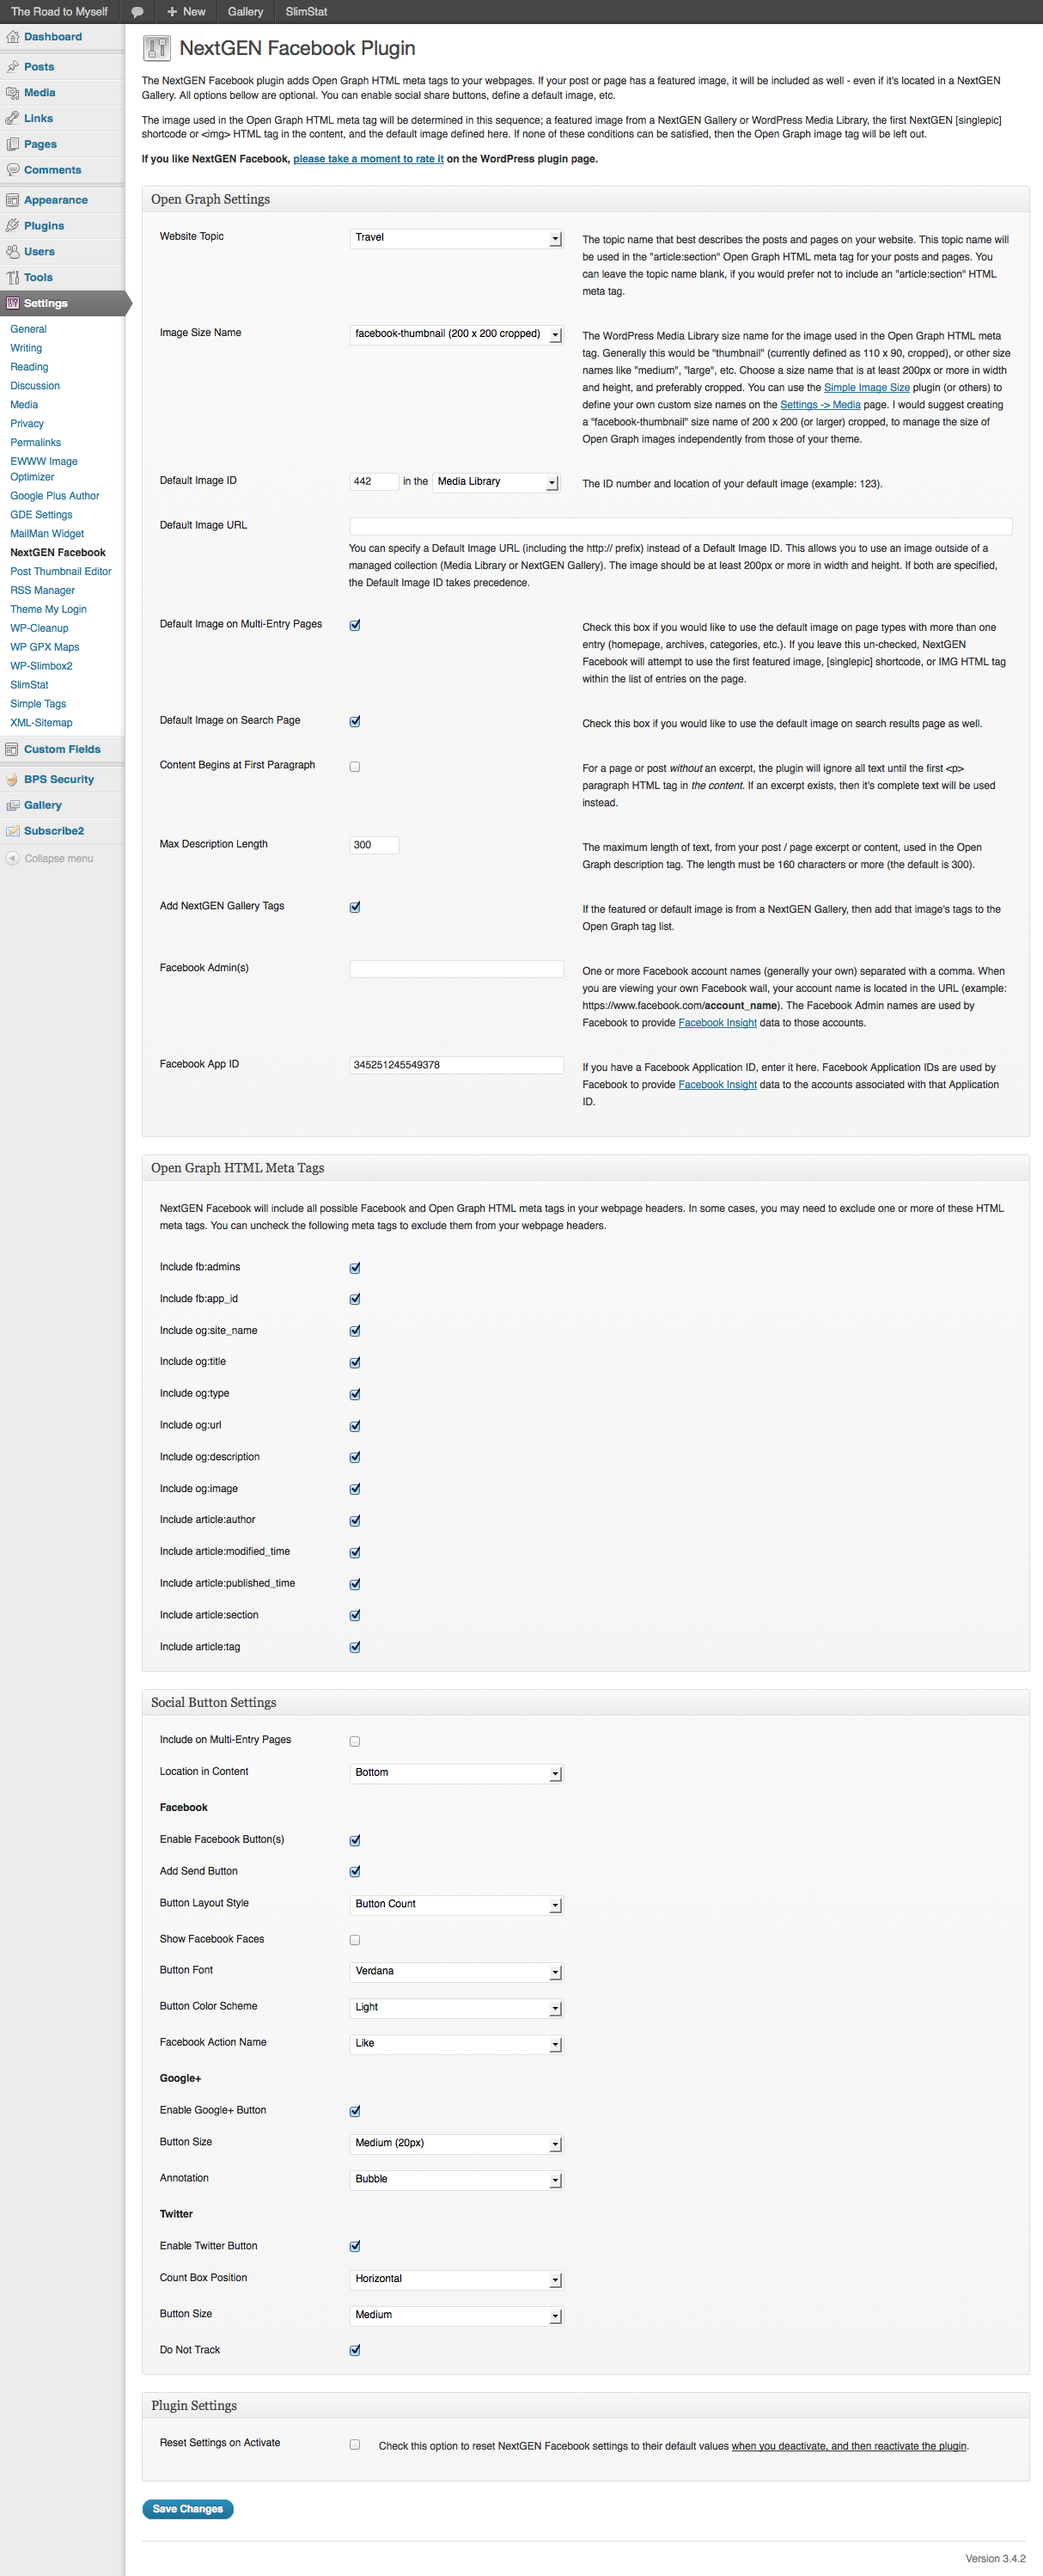 The Road to Myself
+ New
Gallery
SlimStat
Dashboard
Posts
Media
Links
Pages
Comments
Appearance
Plugins
Users
Tools
Settings
General
Writing
Reading
Discussion
Media
Privacy
Permalinks
EWWW Image
Optimizer
Google Plus Author
GDE Settings
MailMan Widget
NextGEN Facebook
Post Thumbnail Editor
RSS Manager
Theme My Login
WP-Cleanup
WP GPX Maps
WP-Slimbox2
SlimStat
Simple Tags
XML-Sitemap
Custom Fields
BPS Security
Gallery
Subscribe2
Collapse menu
NextGEN Facebook Plugin
The NextGEN Facebook plugin adds Open Graph HTML meta tags to your webpages. If your post or page has a featured image, it will be included as well - even if it's located in a NextGEN
Gallery. All options bellow are optional. You can enable social share buttons, define a default image, etc.
The image used in the Open Graph HTML meta tag will be determined in this sequence; a featured image from a NextGEN Gallery or WordPress Media Library, the first NextGEN [singlepic]
shortcode or <img> HTML tag in the content, and the default image defined here. If none of these conditions can be satisfied, then the Open Graph image tag will be left out.
If you like NextGEN Facebook, please take a moment to rate it on the WordPress plugin page.
Open Graph Settings
Website Topic
Travel
The topic name that best describes the posts and pages on your website. This topic name will
be used in the "article:section" Open Graph HTML meta tag for your posts and pages. You
can leave the topic name blank, if you would prefer not to include an "article:section" HTML
meta tag.
Image Size Name
facebook-thumbnail (200 x 200 cropped)
The WordPress Media Library size name for the image used in the Open Graph HTML meta
tag. Generally this would be "thumbnail" (currently defined as 110 x 90, cropped), or other size
names like "medium", "large", etc. Choose a size name that is at least 200px or more in width
and height, and preferably cropped. You can use the Simple Image Size plugin (or others) to
define your own custom size names on the Settings -> Media page. I would suggest creating
a "facebook-thumbnail" size name of 200 x 200 (or larger) cropped, to manage the size of
Open Graph images independently from those of your theme.
Default Image ID
442 in the Media Library
The ID number and location of your default image (example: 123).
Default Image URL
You can specify a Default Image URL (including the http:// prefix) instead of a Default Image ID. This allows you to use an image outside of a
managed collection (Media Library or NextGEN Gallery). The image should be at least 200px or more in width and height. If both are specified,
the Default Image ID takes precedence.
Default Image on Multi-Entry Pages
Check this box if you would like to use the default image on page types with more than one
entry (homepage, archives, categories, etc.). If you leave this un-checked, NextGEN
Facebook will attempt to use the first featured image, [singlepic] shortcode, or IMG HTML tag
within the list of entries on the page.
Default Image on Search Page
Check this box if you would like to use the default image on search results page as well.
Content Begins at First Paragraph
For a page or post without an excerpt, the plugin will ignore all text until the first <p>
paragraph HTML tag in the content. If an excerpt exists, then it's complete text will be used
instead.
Max Description Length
300
The maximum length of text, from your post / page excerpt or content, used in the Open
Graph description tag. The length must be 160 characters or more (the default is 300).
Add NextGEN Gallery Tags
If the featured or default image is from a NextGEN Gallery, then add that image's tags to the
Open Graph tag list.
Facebook Admin(s)
One or more Facebook account names (generally your own) separated with a comma. When
you are viewing your own Facebook wall, your account name is located in the URL (example:
https://www.facebook.com/account_name). The Facebook Admin names are used by
Facebook to provide Facebook Insight data to those accounts.
Facebook App ID
345251245549378
If you have a Facebook Application ID, enter it here. Facebook Application IDs are used by
Facebook to provide Facebook Insight data to the accounts associated with that Application
ID.
Open Graph HTML Meta Tags
NextGEN Facebook will include all possible Facebook and Open Graph HTML meta tags in your webpage headers. In some cases, you may need to exclude one or more of these HTML
meta tags. You can uncheck the following meta tags to exclude them from your webpage headers.
Include fb:admins
Include fb:app_id
Include og:site_name
Include og:title
Include og:type
Include og:url
Include og:description
Include og:image
Include article:author
Include article:modified_time
Include article:published_time
Include article:section
Include article:tag
Social Button Settings
Include on Multi-Entry Pages
Location in Content
Bottom
Facebook
Enable Facebook Button(s)
Add Send Button
Button Layout Style
Button Count
Show Facebook Faces
Button Font
Verdana
Button Color Scheme
Light
Facebook Action Name
Like
Google+
Enable Google+ Button
Button Size
Medium (20px)
Annotation
Bubble
Twitter
Enable Twitter Button
Count Box Position
Horizontal
Button Size
Medium
Do Not Track
Plugin Settings
Reset Settings on Activate
Check this option to reset NextGEN Facebook settings to their default values when you deactivate, and then reactivate the plugin.
Save Changes
Version 3.4.2